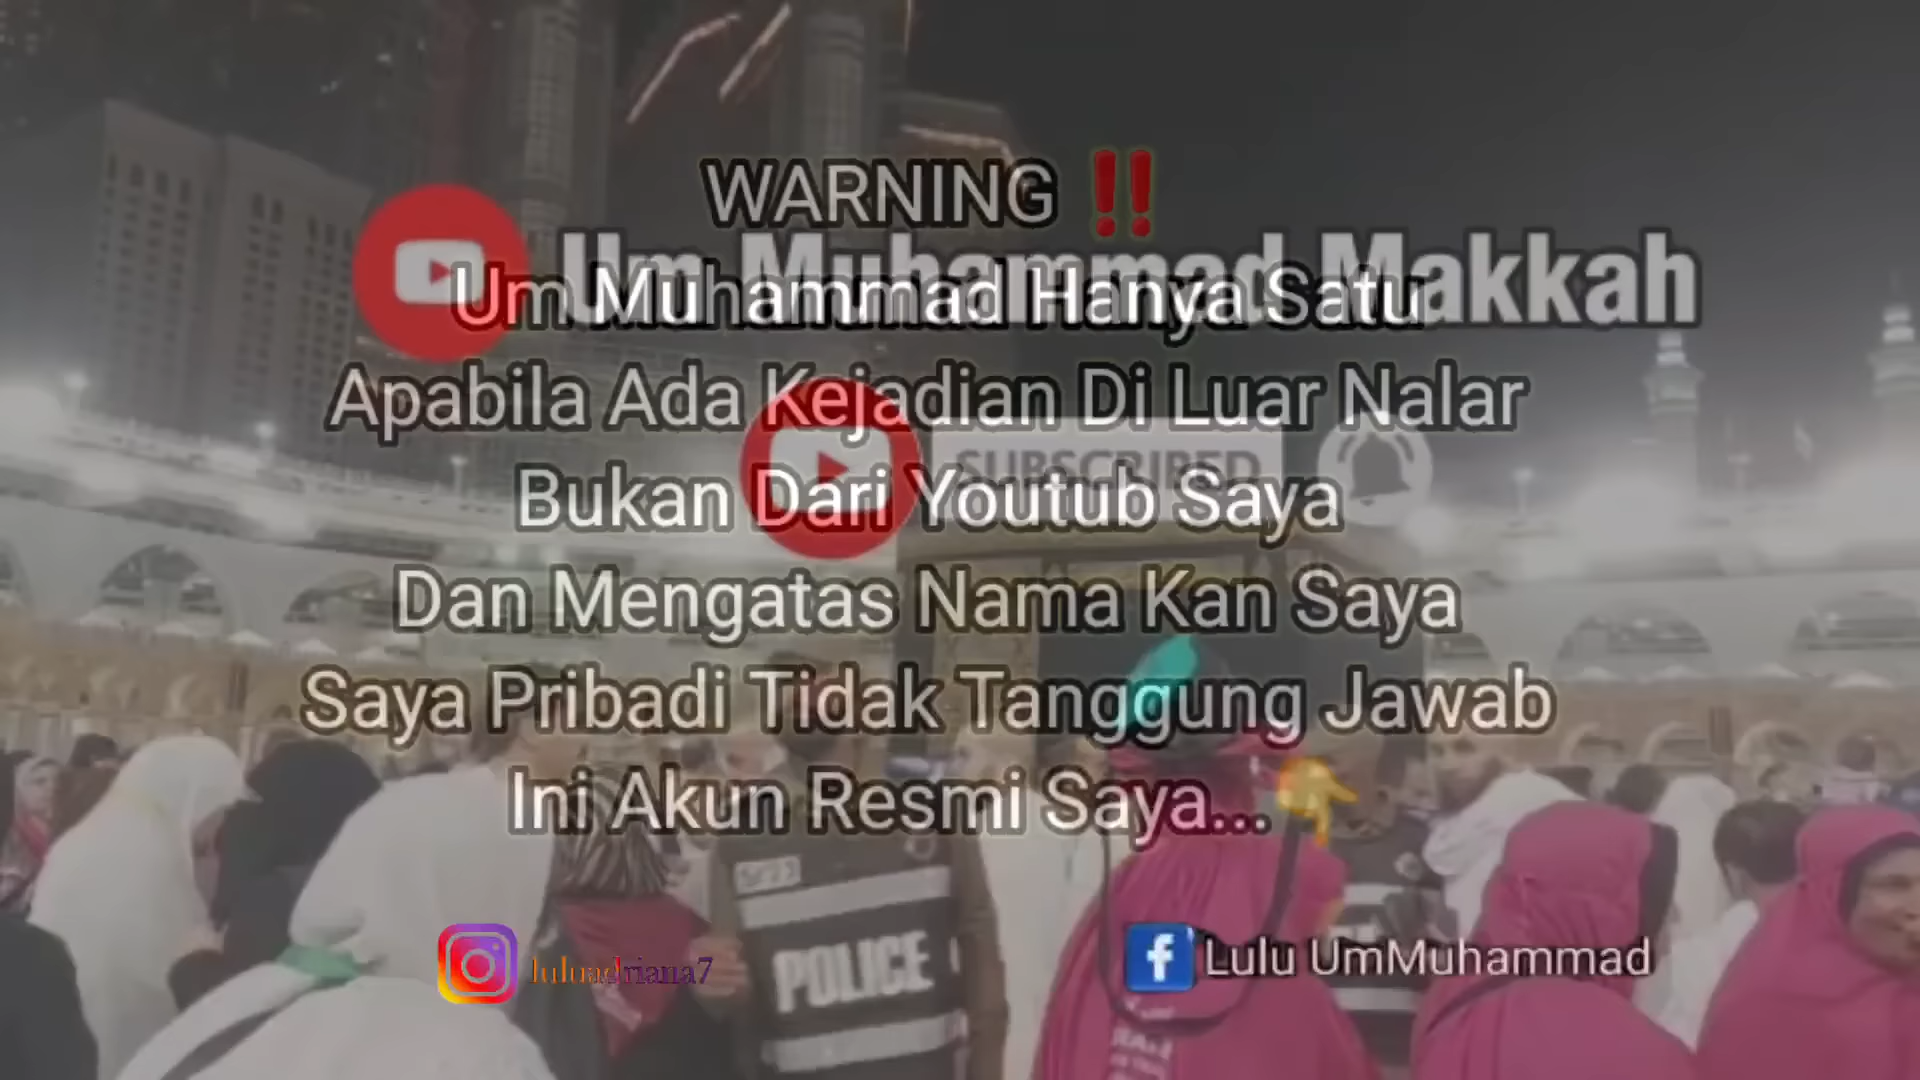 WARNING ‼
Um Muhammad Makkah
Um Muhammad Hanya Satu
Apabila Ada Kejadian Di Luar Nalar
SUBSCRIBED
Bukan Dari Youtub Saya
Dan Mengatas Nama Kan Saya
Saya Pribadi Tidak Tanggung Jawab
Ini Akun Resmi Saya...👇
POLICE
luluadriana7
Lulu UmMuhammad